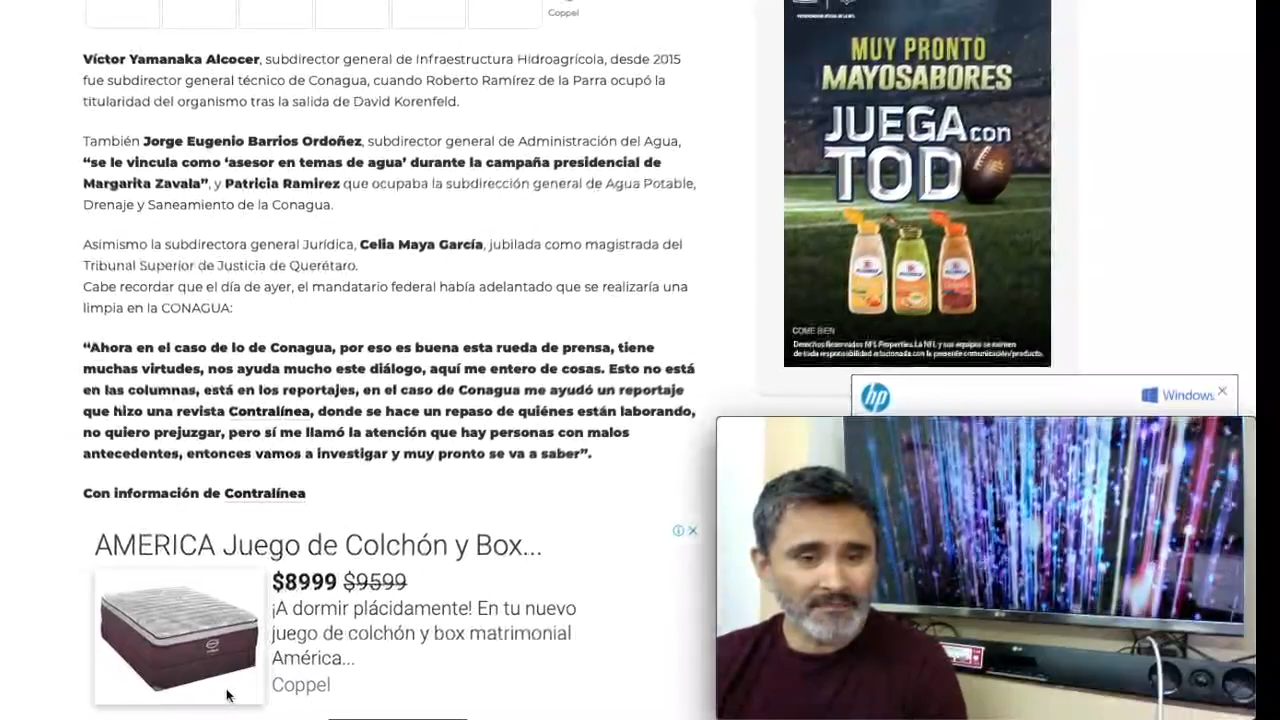 Coppel
Víctor Yamanaka Alcocer, subdirector general de Infraestructura Hidroagrícola, desde 2015
fue subdirector general técnico de Conagua, cuando Roberto Ramírez de la Parra ocupó la
titularidad del organismo tras la salida de David Korenfeld.
También Jorge Eugenio Barrios Ordoñez, subdirector general de Administración del Agua,
“se le vincula como ‘asesor en temas de agua’ durante la campaña presidencial de
Margarita Zavala”, y Patricia Ramirez que ocupaba la subdirección general de Agua Potable,
Drenaje y Saneamiento de la Conagua.
Asimismo la subdirectora general Jurídica, Celia Maya García, jubilada como magistrada del
Tribunal Superior de Justicia de Querétaro.
Cabe recordar que el día de ayer, el mandatario federal había adelantado que se realizaría una
limpia en la CONAGUA:
“Ahora en el caso de lo de Conagua, por eso es buena esta rueda de prensa, tiene
muchas virtudes, nos ayuda mucho este diálogo, aquí me entero de cosas. Esto no está
en las columnas, está en los reportajes, en el caso de Conagua me ayudó un reportaje
que hizo una revista Contralínea, donde se hace un repaso de quiénes están laborando,
no quiero prejuzgar, pero sí me llamó la atención que hay personas con malos
antecedentes, entonces vamos a investigar y muy pronto se va a saber”.
Con información de Contralínea
AMERICA Juego de Colchón y Box...
$8999 $9599
¡A dormir plácidamente! En tu nuevo
juego de colchón y box matrimonial
América...
Coppel
MUY PRONTO
MAYOSABORES
JUEGA con
TOD
COME BIEN
Derechos Reservados NFL Properties. La NFL y sus equipos se eximen
de toda responsabilidad relacionada con la presente comunicación/producto.
hp
Windows